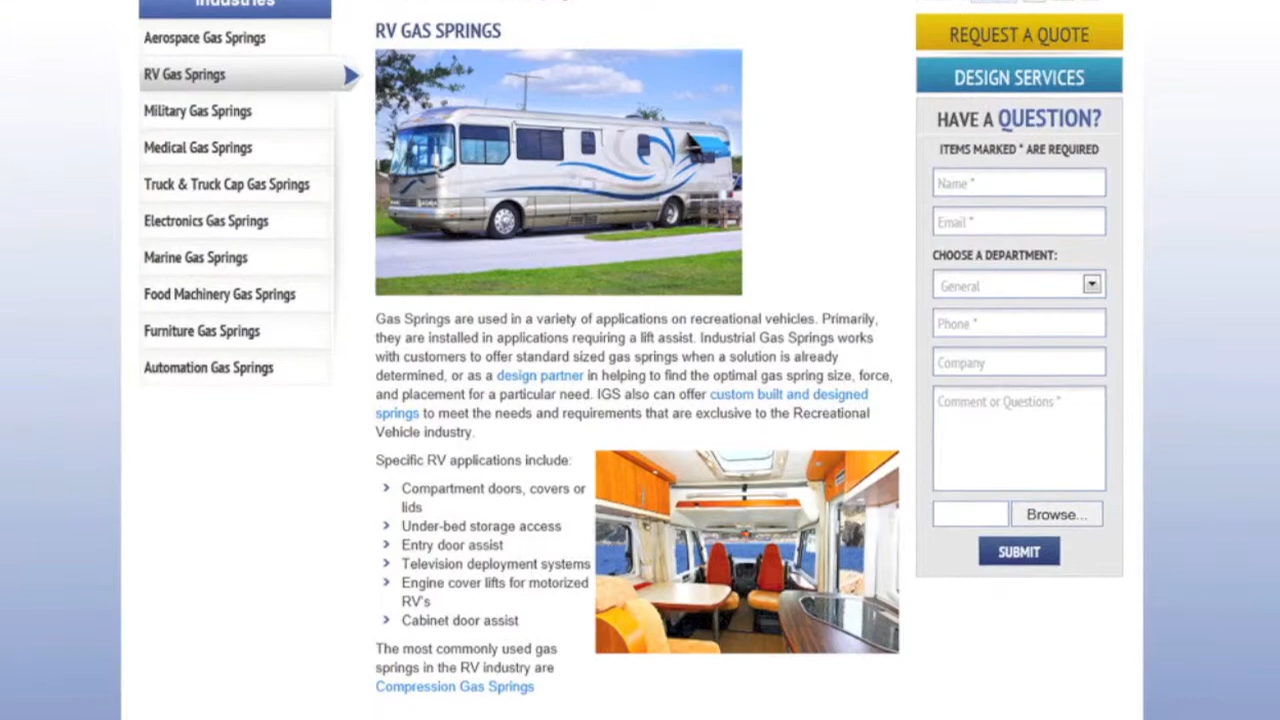 Industries
Aerospace Gas Springs
RV Gas Springs
Military Gas Springs
Medical Gas Springs
Truck & Truck Cap Gas Springs
Electronics Gas Springs
Marine Gas Springs
Food Machinery Gas Springs
Furniture Gas Springs
Automation Gas Springs
RV GAS SPRINGS
Gas Springs are used in a variety of applications on recreational vehicles. Primarily,
they are installed in applications requiring a lift assist. Industrial Gas Springs works
with customers to offer standard sized gas springs when a solution is already
determined, or as a design partner in helping to find the optimal gas spring size, force,
and placement for a particular need. IGS also can offer custom built and designed
springs to meet the needs and requirements that are exclusive to the Recreational
Vehicle industry.
Specific RV applications include:
Compartment doors, covers or
lids
Under-bed storage access
Entry door assist
Television deployment systems
Engine cover lifts for motorized
RV's
Cabinet door assist
The most commonly used gas
springs in the RV industry are
Compression Gas Springs
REQUEST A QUOTE
DESIGN SERVICES
HAVE A QUESTION?
ITEMS MARKED * ARE REQUIRED
Name *
Email *
CHOOSE A DEPARTMENT:
General
Phone *
Company
Comment or Questions *
Browse...
SUBMIT